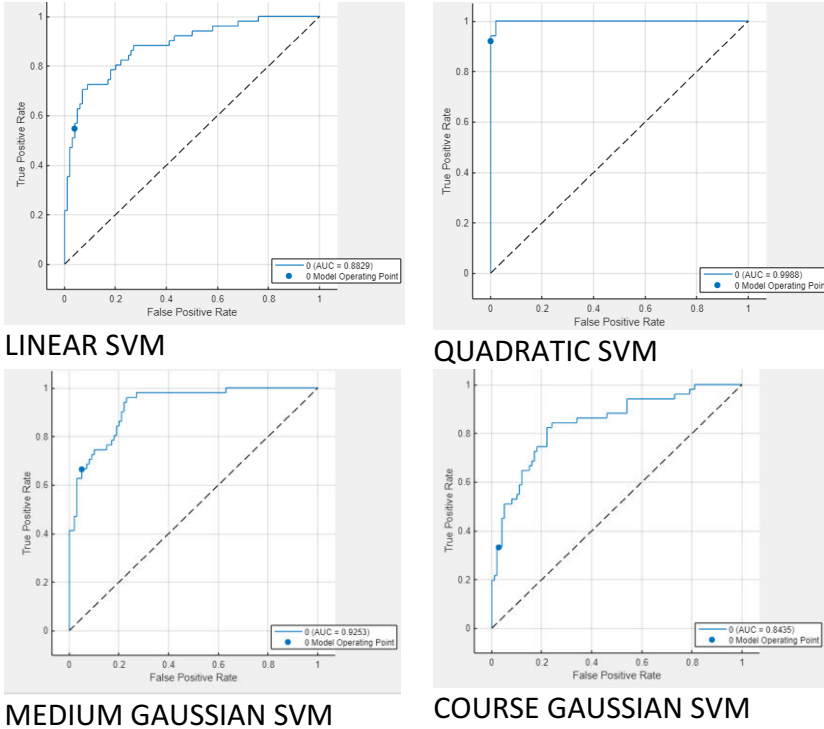 1
0.8
0.6
0.4
0.2
0
True Positive Rate
0 (AUC = 0.8829)
0 Model Operating Point
0 0.2 0.4 0.6 0.8 1
False Positive Rate
LINEAR SVM
1
0.8
0.6
0.4
0.2
0
True Positive Rate
0 (AUC = 0.9988)
0 Model Operating Point
0 0.2 0.4 0.6 0.8 1
False Positive Rate
QUADRATIC SVM
1
0.8
0.6
0.4
0.2
0
True Positive Rate
0 (AUC = 0.9253)
0 Model Operating Point
0 0.2 0.4 0.6 0.8 1
False Positive Rate
MEDIUM GAUSSIAN SVM
1
0.8
0.6
0.4
0.2
0
True Positive Rate
0 (AUC = 0.8435)
0 Model Operating Point
0 0.2 0.4 0.6 0.8 1
False Positive Rate
COURSE GAUSSIAN SVM